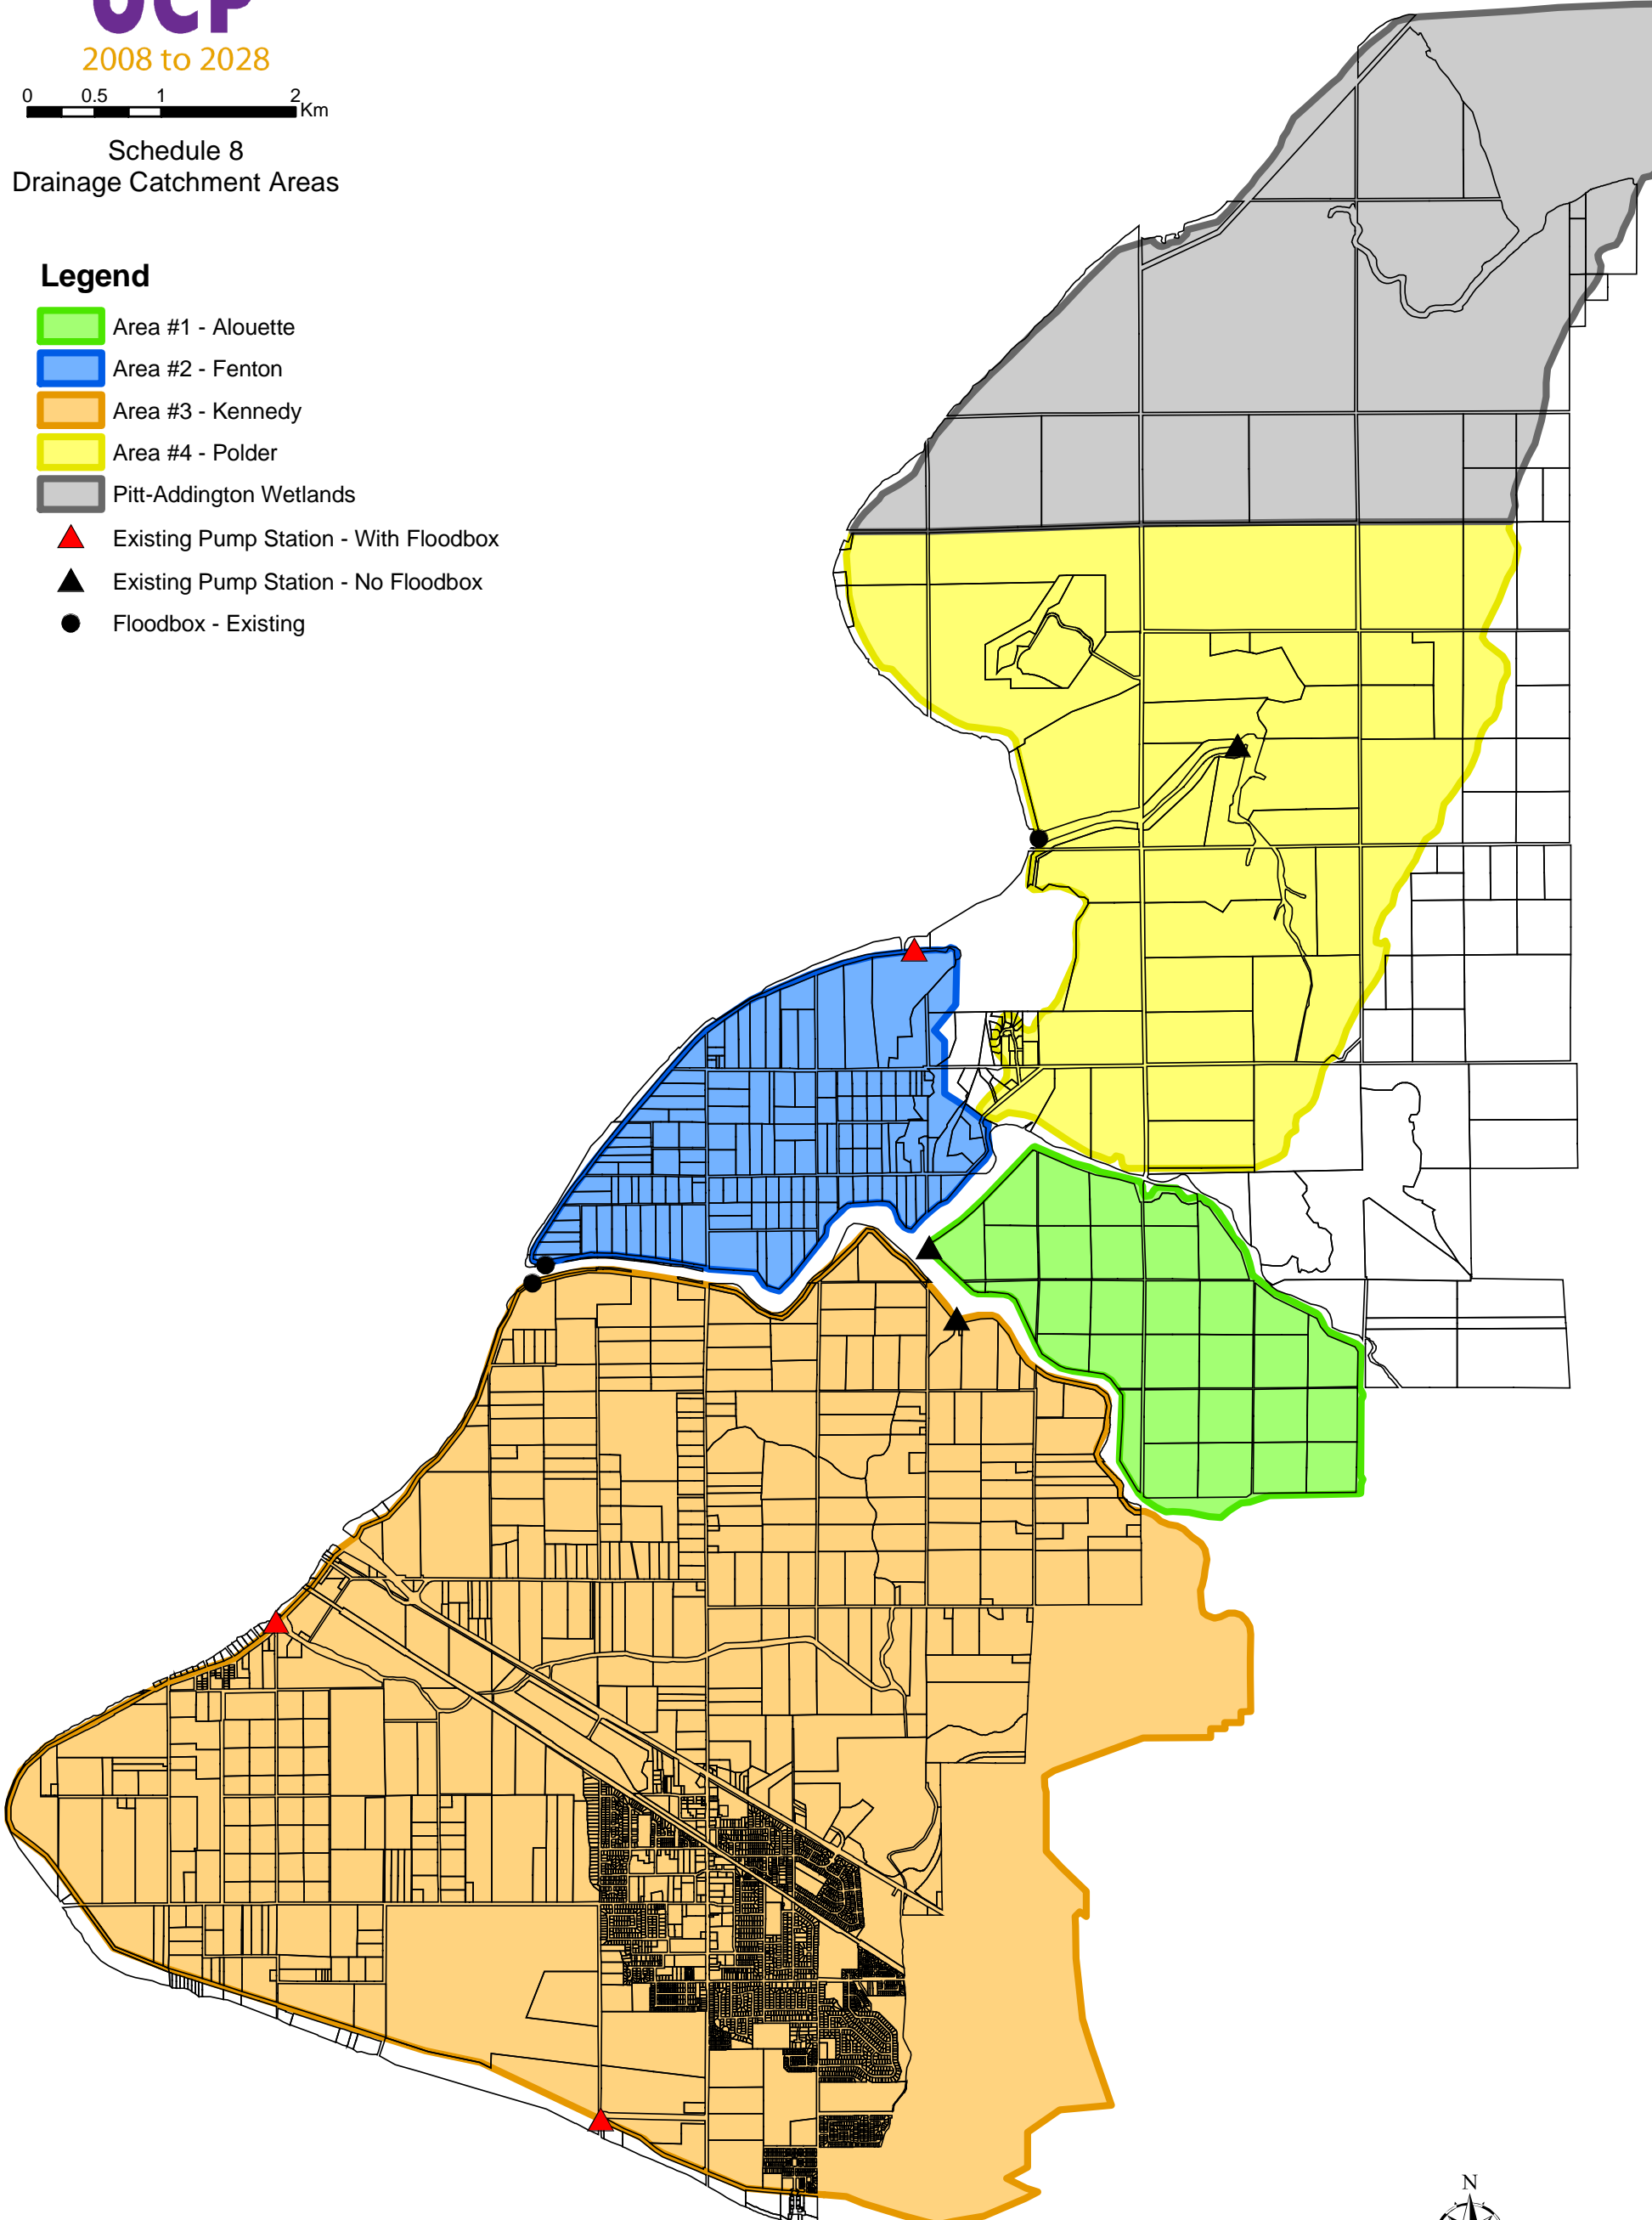 OCP
2008 to 2028
0 0.5 1 2
Km
Schedule 8
Drainage Catchment Areas
Legend
Area #1 - Alouette
Area #2 - Fenton
Area #3 - Kennedy
Area #4 - Polder
Pitt-Addington Wetlands
Existing Pump Station - With Floodbox
Existing Pump Station - No Floodbox
Floodbox - Existing
N